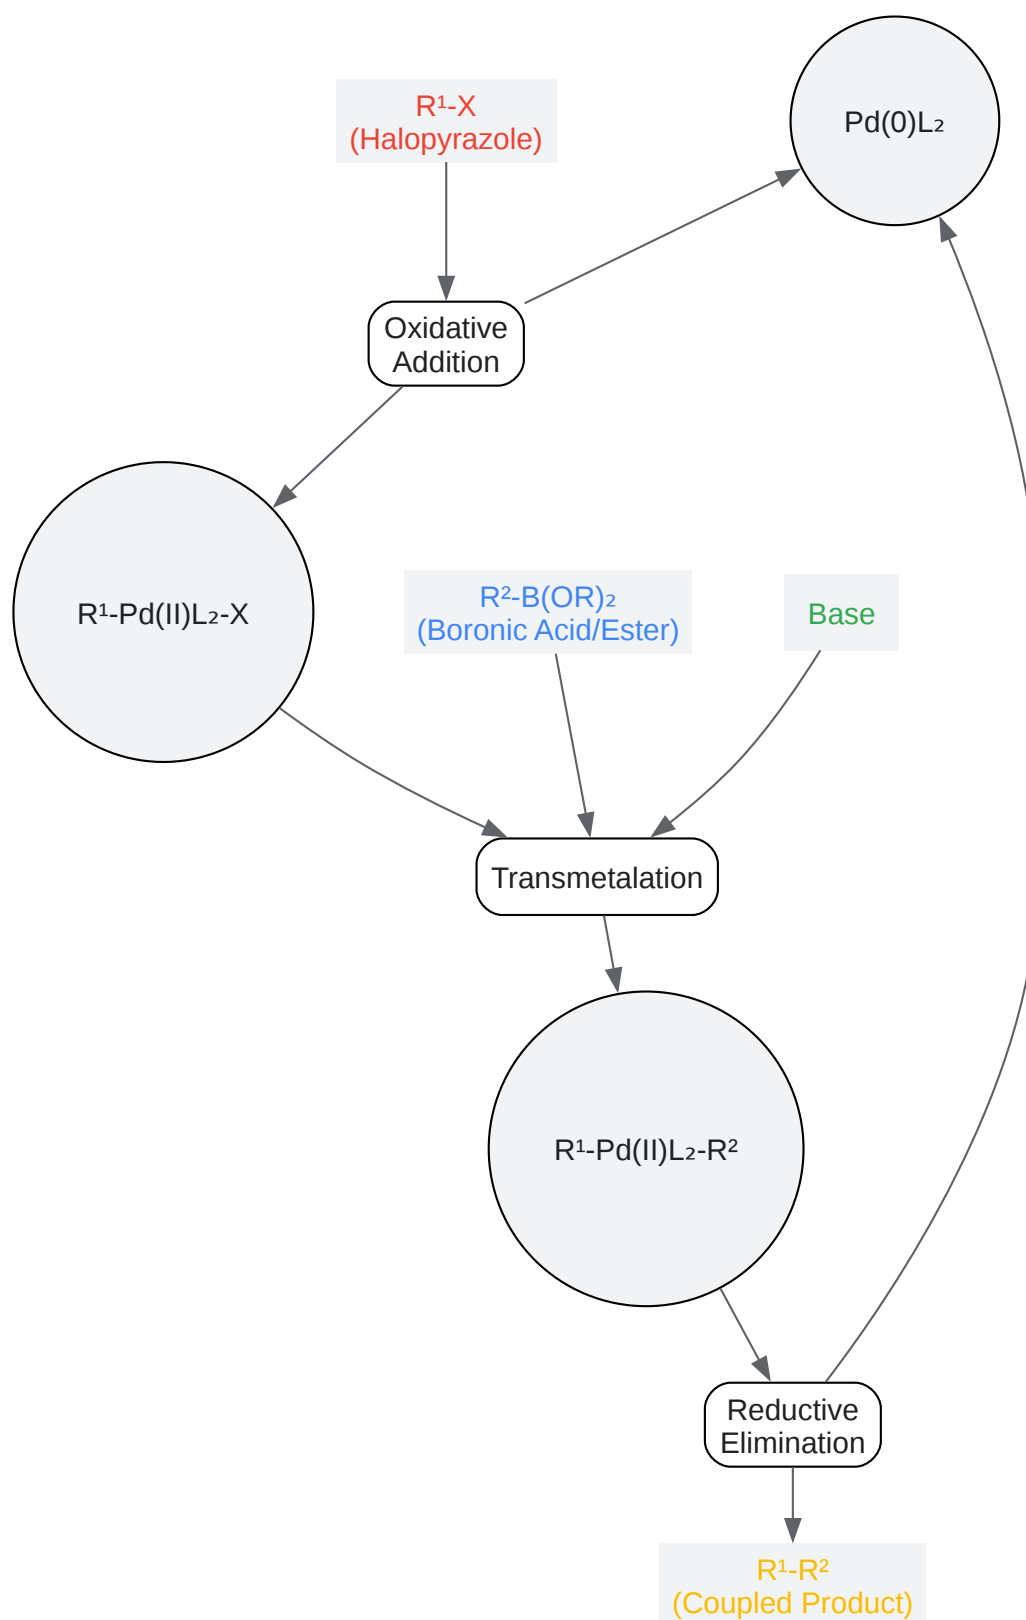 R¹-X
(Halopyrazole)
Pd(0)L₂
Oxidative
Addition
R¹-Pd(II)L₂-X
R²-B(OR)₂
(Boronic Acid/Ester)
Base
Transmetalation
R¹-Pd(II)L₂-R²
Reductive
Elimination
R¹-R²
(Coupled Product)